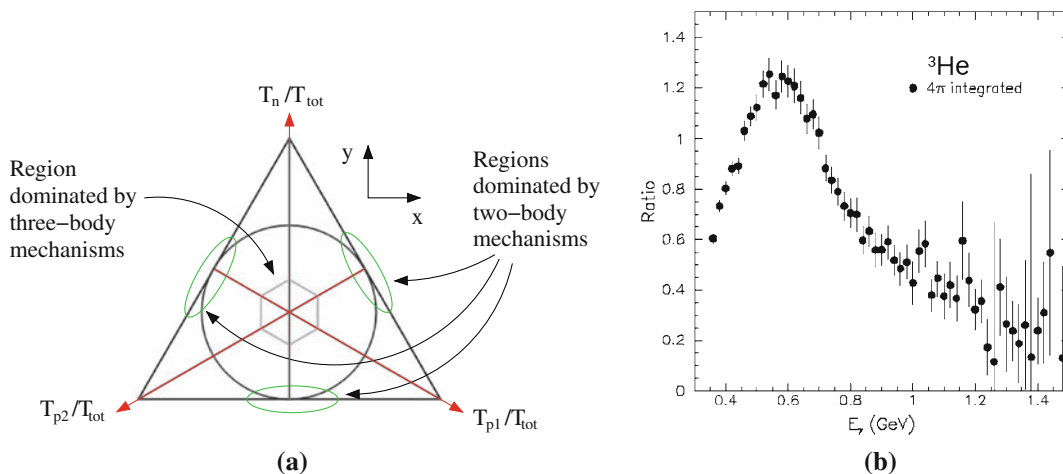 T_n/T_tot
Region
dominated by
three−body
mechanisms
y
x
Regions
dominated by
two−body
mechanisms
T_p2/T_tot
T_p1/T_tot
(a)
1.4
1.2
1.0
0.8
0.6
0.4
0.2
0
Ratio
³He
4π integrated
0.4
0.6
0.8
1.0
1.2
1.4
E_γ (GeV)
(b)